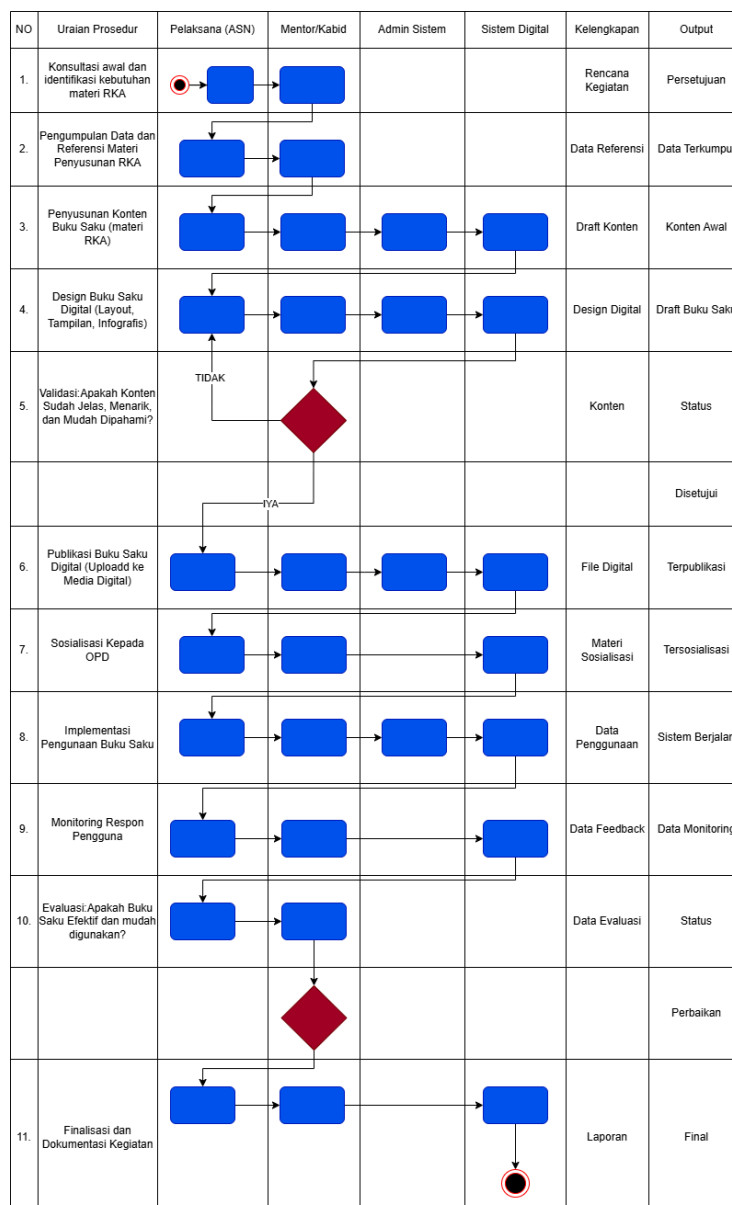 NO Uraian Prosedur Pelaksana (ASN) Mentor/Kabid Admin Sistem Sistem Digital Kelengkapan Output
1.
Konsultasi awal dan
identifikasi kebutuhan
materi RKA
Rencana
Kegiatan
Persetujuan
2.
Pengumpulan Data dan
Referensi Materi
Penyusunan RKA
Data Referensi
Data Terkumpul
3.
Penyusunan Konten
Buku Saku (materi
RKA)
Draft Konten
Konten Awal
4.
Design Buku Saku
Digital (Layout,
Tampilan, Infografis)
Design Digital
Draft Buku Saku
TIDAK
5.
Validasi:Apakah Konten
Sudah Jelas, Menarik,
dan Mudah Dipahami?
Konten
Status
Disetujui
IYA
6.
Publikasi Buku Saku
Digital (Uploadd ke
Media Digital)
File Digital
Terpublikasi
7.
Sosialisasi Kepada
OPD
Materi
Sosialisasi
Tersosialisasi
8.
Implementasi
Pengunaan Buku Saku
Data
Penggunaan
Sistem Berjalan
9.
Monitoring Respon
Pengguna
Data Feedback
Data Monitoring
10.
Evaluasi:Apakah Buku
Saku Efektif dan mudah
digunakan?
Data Evaluasi
Status
Perbaikan
11.
Finalisasi dan
Dokumentasi Kegiatan
Laporan
Final